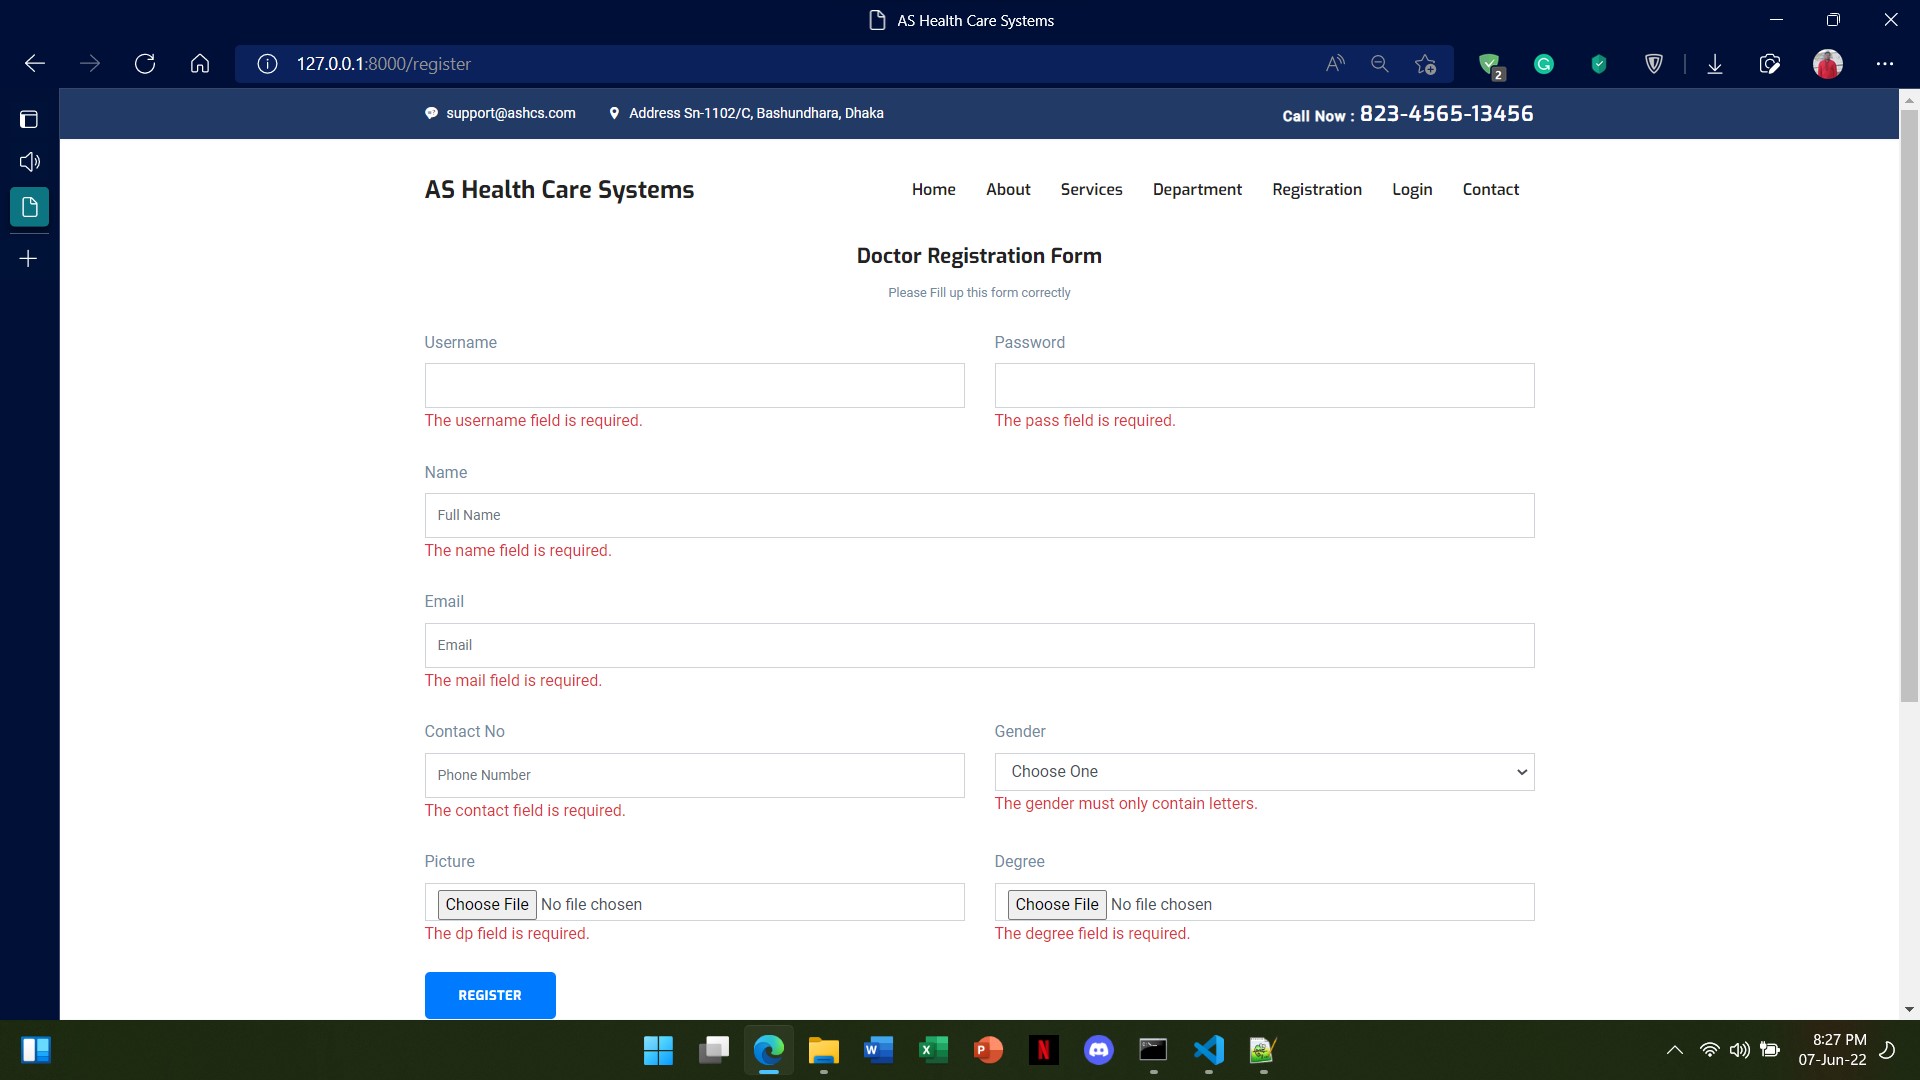 AS Health Care Systems
127.0.0.1:8000/register
2
support@ashcs.com Address Sn-1102/C, Bashundhara, Dhaka Call Now : 823-4565-13456
AS Health Care Systems Home About Services Department Registration Login Contact
Doctor Registration Form
Please Fill up this form correctly
Username Password
The username field is required. The pass field is required.
Name
Full Name
The name field is required.
Email
Email
The mail field is required.
Contact No Gender
Phone Number Choose One
The contact field is required. The gender must only contain letters.
Picture Degree
Choose File No file chosen Choose File No file chosen
The dp field is required. The degree field is required.
REGISTER
8:27 PM
07-Jun-22